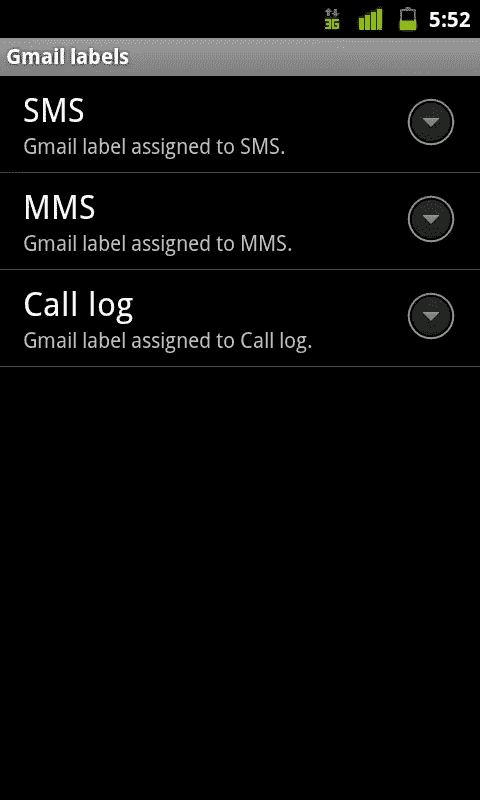 3G 5:52
Gmail labels
SMS
Gmail label assigned to SMS.
MMS
Gmail label assigned to MMS.
Call log
Gmail label assigned to Call log.